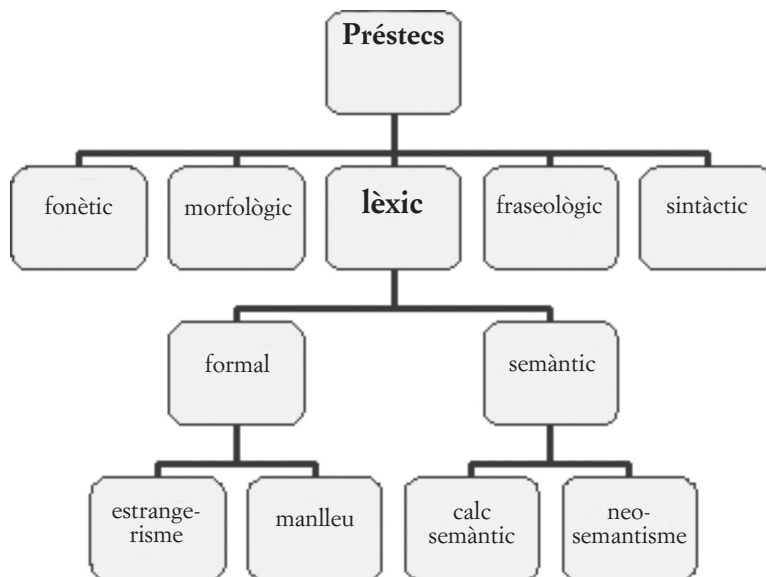 Préstecs
fonètic
morfològic
lèxic
fraseològic
sintàctic
formal
semàntic
estrange-
risme
manlleu
calc
semàntic
neo-
semantisme